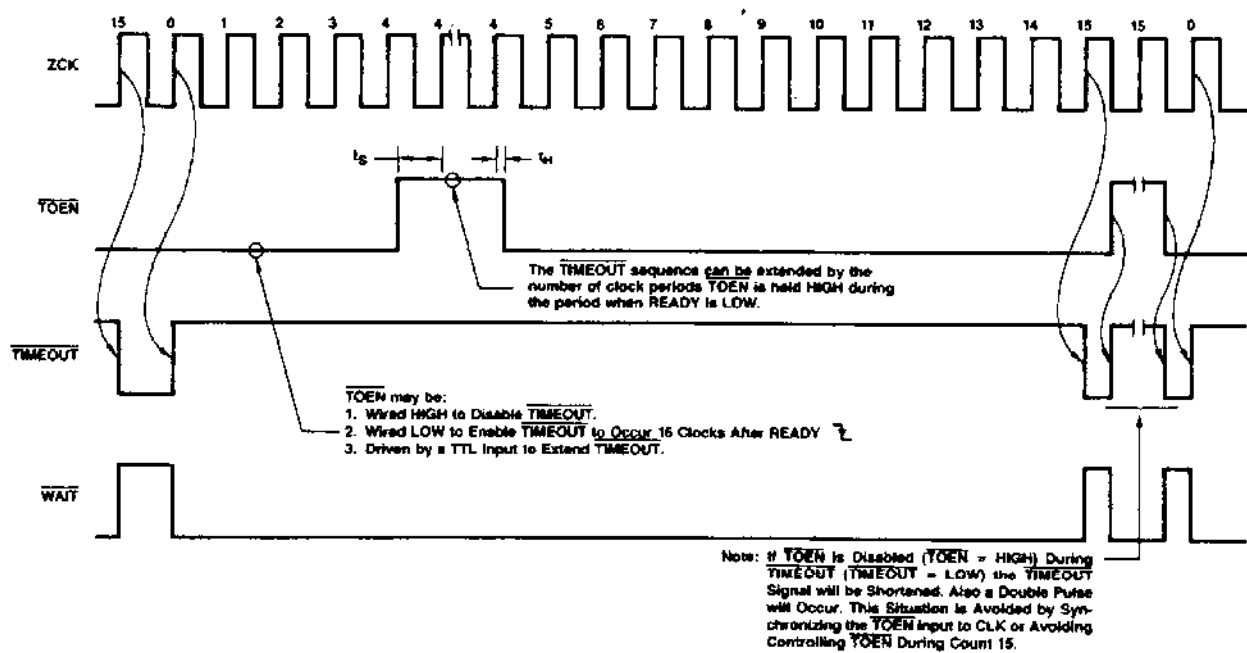 15 0 1 2 3 4 4 4 5 6 7 8 9 10 11 12 13 14 15 15 0
ZCK
tS tH
TOEN
The TIMEOUT sequence can be extended by the
number of clock periods TOEN is held HIGH during
the period when READY is LOW.
TIMEOUT
TOEN may be:
1. Wired HIGH to Disable TIMEOUT.
2. Wired LOW to Enable TIMEOUT to Occur 16 Clocks After READY
3. Driven by a TTL Input to Extend TIMEOUT.
WAIT
Note: If TOEN is Disabled (TOEN = HIGH) During
TIMEOUT (TIMEOUT = LOW) the TIMEOUT
Signal will be Shortened. Also a Double Pulse
will Occur. This Situation is Avoided by Syn-
chronizing the TOEN Input to CLK or Avoiding
Controlling TOEN During Count 15.